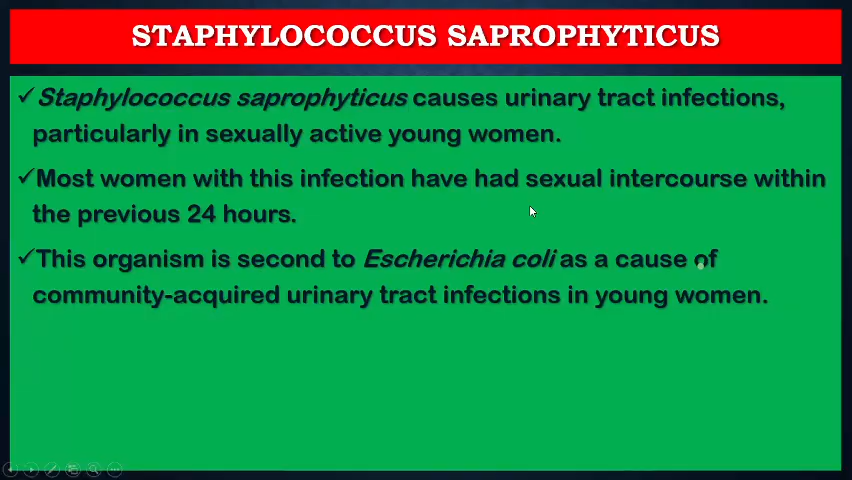 STAPHYLOCOCCUS SAPROPHYTICUS
✓Staphylococcus saprophyticus causes urinary tract infections,
particularly in sexually active young women.
✓Most women with this infection have had sexual intercourse within
the previous 24 hours.
✓This organism is second to Escherichia coli as a cause of
community-acquired urinary tract infections in young women.